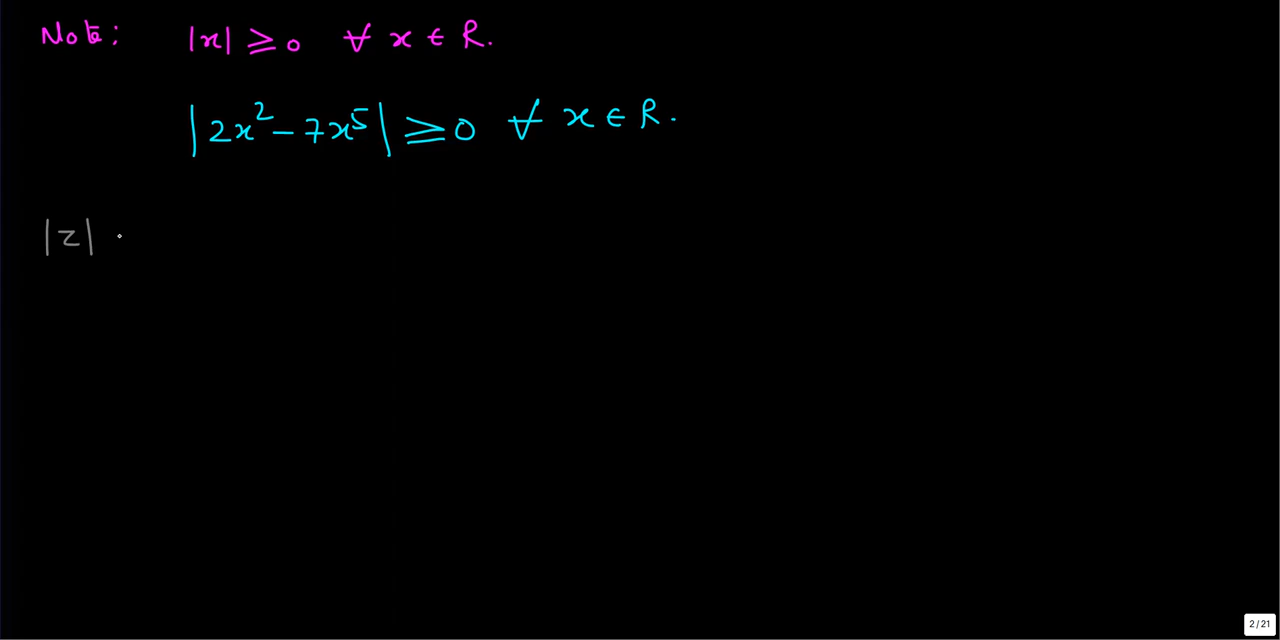 Note: |x| ≥ 0 ∀ x ∈ R.
|2x² - 7x⁵| ≥ 0 ∀ x ∈ R.
|z|
2 / 21